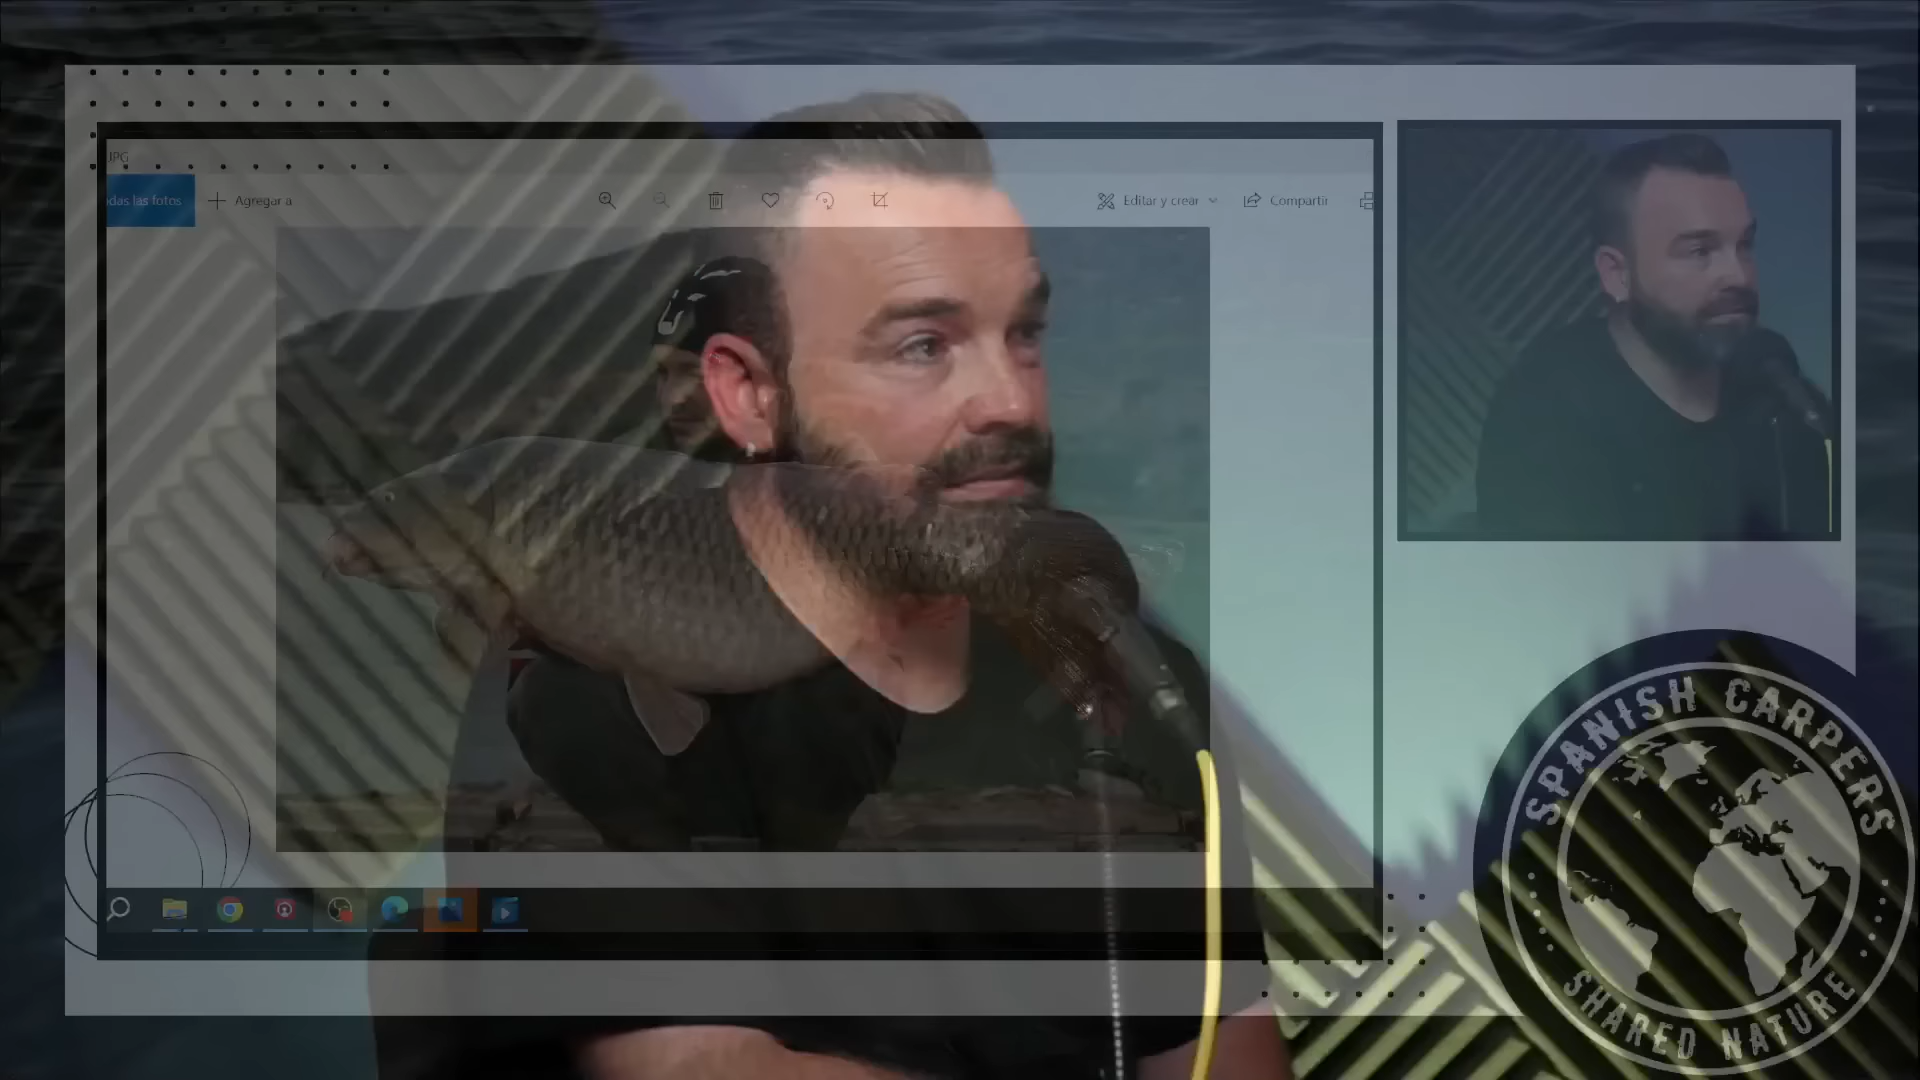 JPG
das las fotos
Agregar a
Editar y crear
Compartir
SPANISH CARPERS
SHARED NATURE